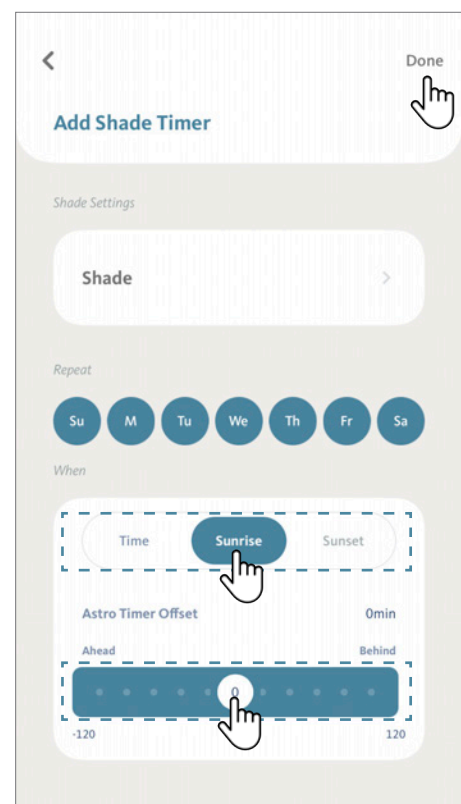 Done
Add Shade Timer
Shade Settings
Shade
Repeat
Su M Tu We Th Fr Sa
When
Time Sunrise Sunset
Astro Timer Offset 0min
Ahead Behind
0
-120 120